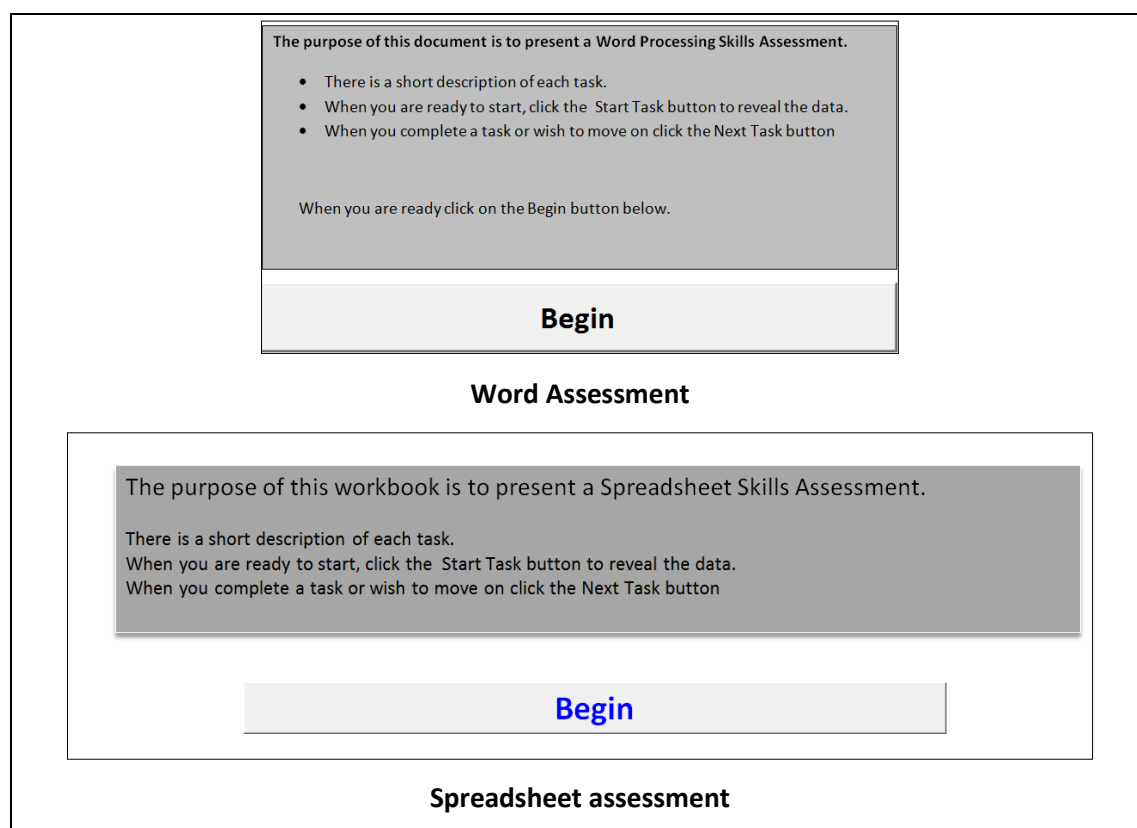 The purpose of this document is to present a Word Processing Skills Assessment.
• There is a short description of each task.
• When you are ready to start, click the  Start Task button to reveal the data.
• When you complete a task or wish to move on click the Next Task button
When you are ready click on the Begin button below.
Begin
Word Assessment
The purpose of this workbook is to present a Spreadsheet Skills Assessment.
There is a short description of each task.
When you are ready to start, click the  Start Task button to reveal the data.
When you complete a task or wish to move on click the Next Task button
Begin
Spreadsheet assessment